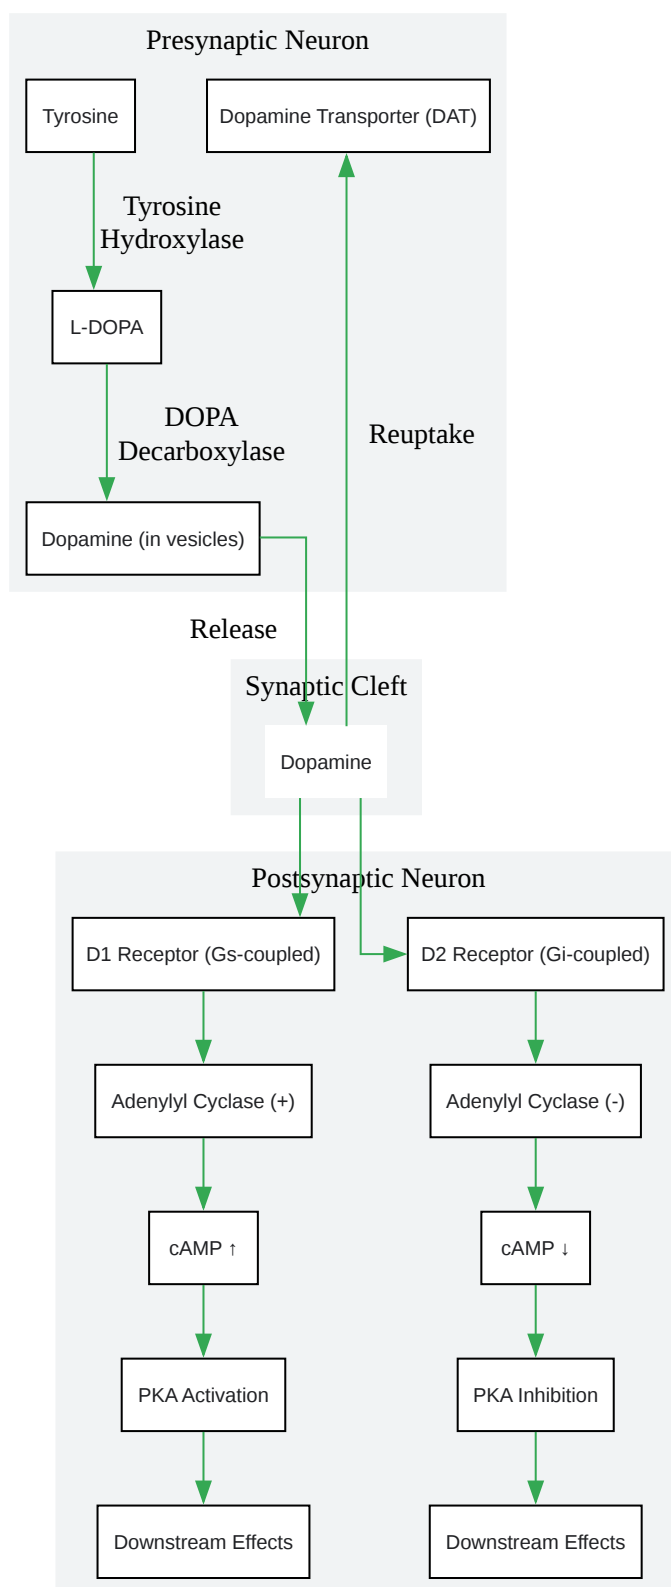 Presynaptic Neuron
Tyrosine
Dopamine Transporter (DAT)
Tyrosine
Hydroxylase
L-DOPA
DOPA
Decarboxylase
Reuptake
Dopamine (in vesicles)
Release
Synaptic Cleft
Dopamine
Postsynaptic Neuron
D1 Receptor (Gs-coupled)
D2 Receptor (Gi-coupled)
Adenylyl Cyclase (+)
Adenylyl Cyclase (-)
cAMP ↑
cAMP ↓
PKA Activation
PKA Inhibition
Downstream Effects
Downstream Effects